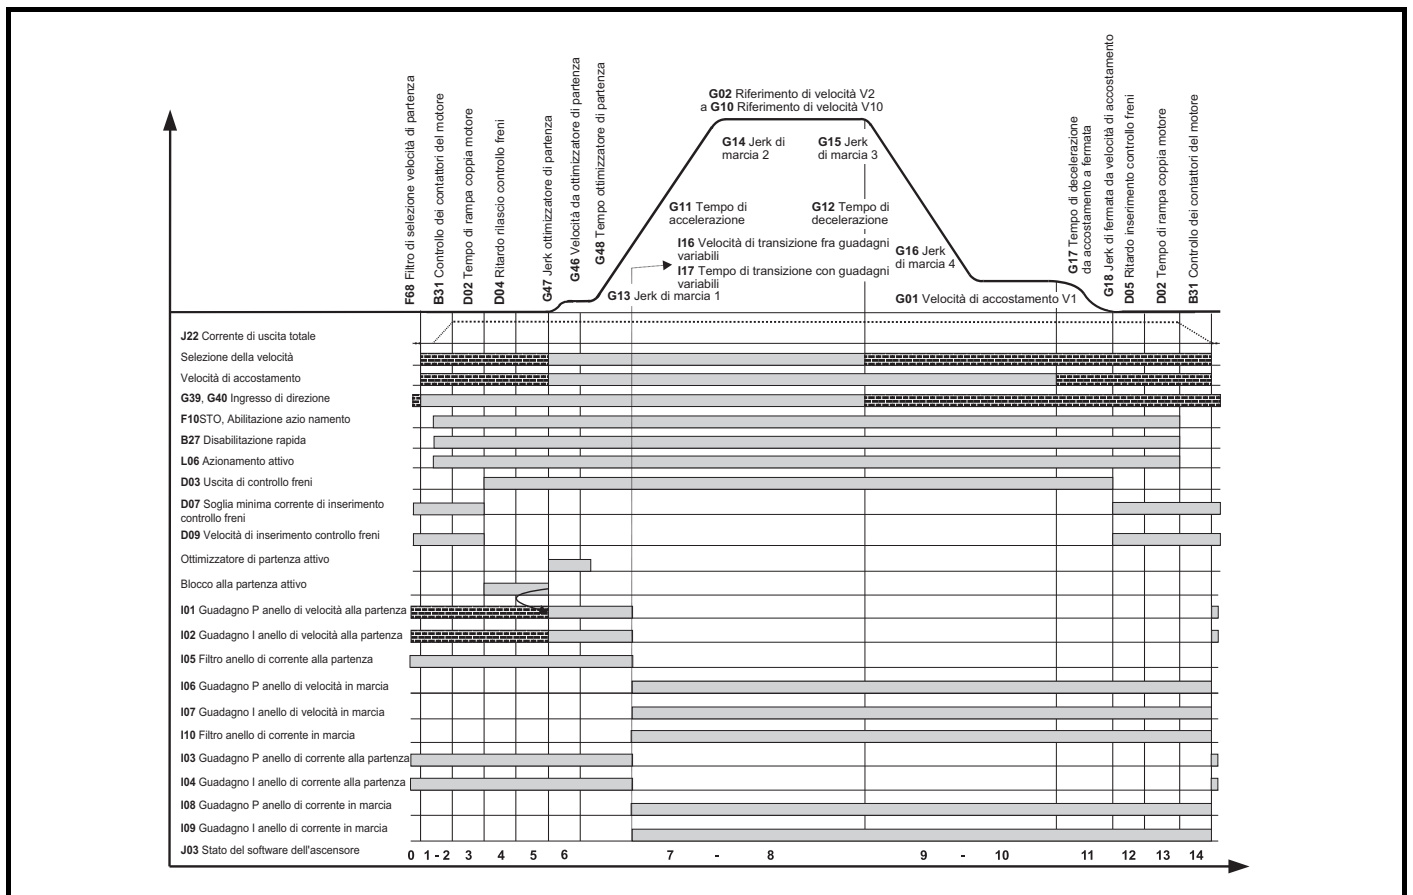 F68 Filtro di selezione velocità di partenza
B31 Controllo dei contattori del motore
D02 Tempo di rampa coppia motore
D04 Ritardo rilascio controllo freni
G47 Jerk ottimizzatore di partenza
G46 Velocità da ottimizzatore di partenza
G48 Tempo ottimizzatore di partenza
G02 Riferimento di velocità V2
a G10 Riferimento di velocità V10
G14 Jerk di
marcia 2
G15 Jerk
di marcia 3
G11 Tempo di
accelerazione
G12 Tempo di
decelerazione
I16 Velocità di transizione fra guadagni
variabili
I17 Tempo di transizione con guadagni
variabili
G13 Jerk di marcia 1
G16 Jerk
di marcia 4
G01 Velocità di accostamento V1
G17 Tempo di decelerazione
da accostamento a fermata
G18 Jerk di fermata da velocità di accostamento
D05 Ritardo inserimento controllo freni
D02 Tempo di rampa coppia motore
B31 Controllo dei contattori del motore
J22 Corrente di uscita totale
Selezione della velocità
Velocità di accostamento
G39, G40 Ingresso di direzione
F10STO, Abilitazione azio namento
B27 Disabilitazione rapida
L06 Azionamento attivo
D03 Uscita di controllo freni
D07 Soglia minima corrente di inserimento
controllo freni
D09 Velocità di inserimento controllo freni
Ottimizzatore di partenza attivo
Blocco alla partenza attivo
I01 Guadagno P anello di velocità alla partenza
I02 Guadagno I anello di velocità alla partenza
I05 Filtro anello di corrente alla partenza
I06 Guadagno P anello di velocità in marcia
I07 Guadagno I anello di velocità in marcia
I10 Filtro anello di corrente in marcia
I03 Guadagno P anello di corrente alla partenza
I04 Guadagno I anello di corrente alla partenza
I08 Guadagno P anello di corrente in marcia
I09 Guadagno I anello di corrente in marcia
J03 Stato del software dell'ascensore
0 1 - 2 3 4 5 6 7 - 8 9 - 10 11 12 13 14